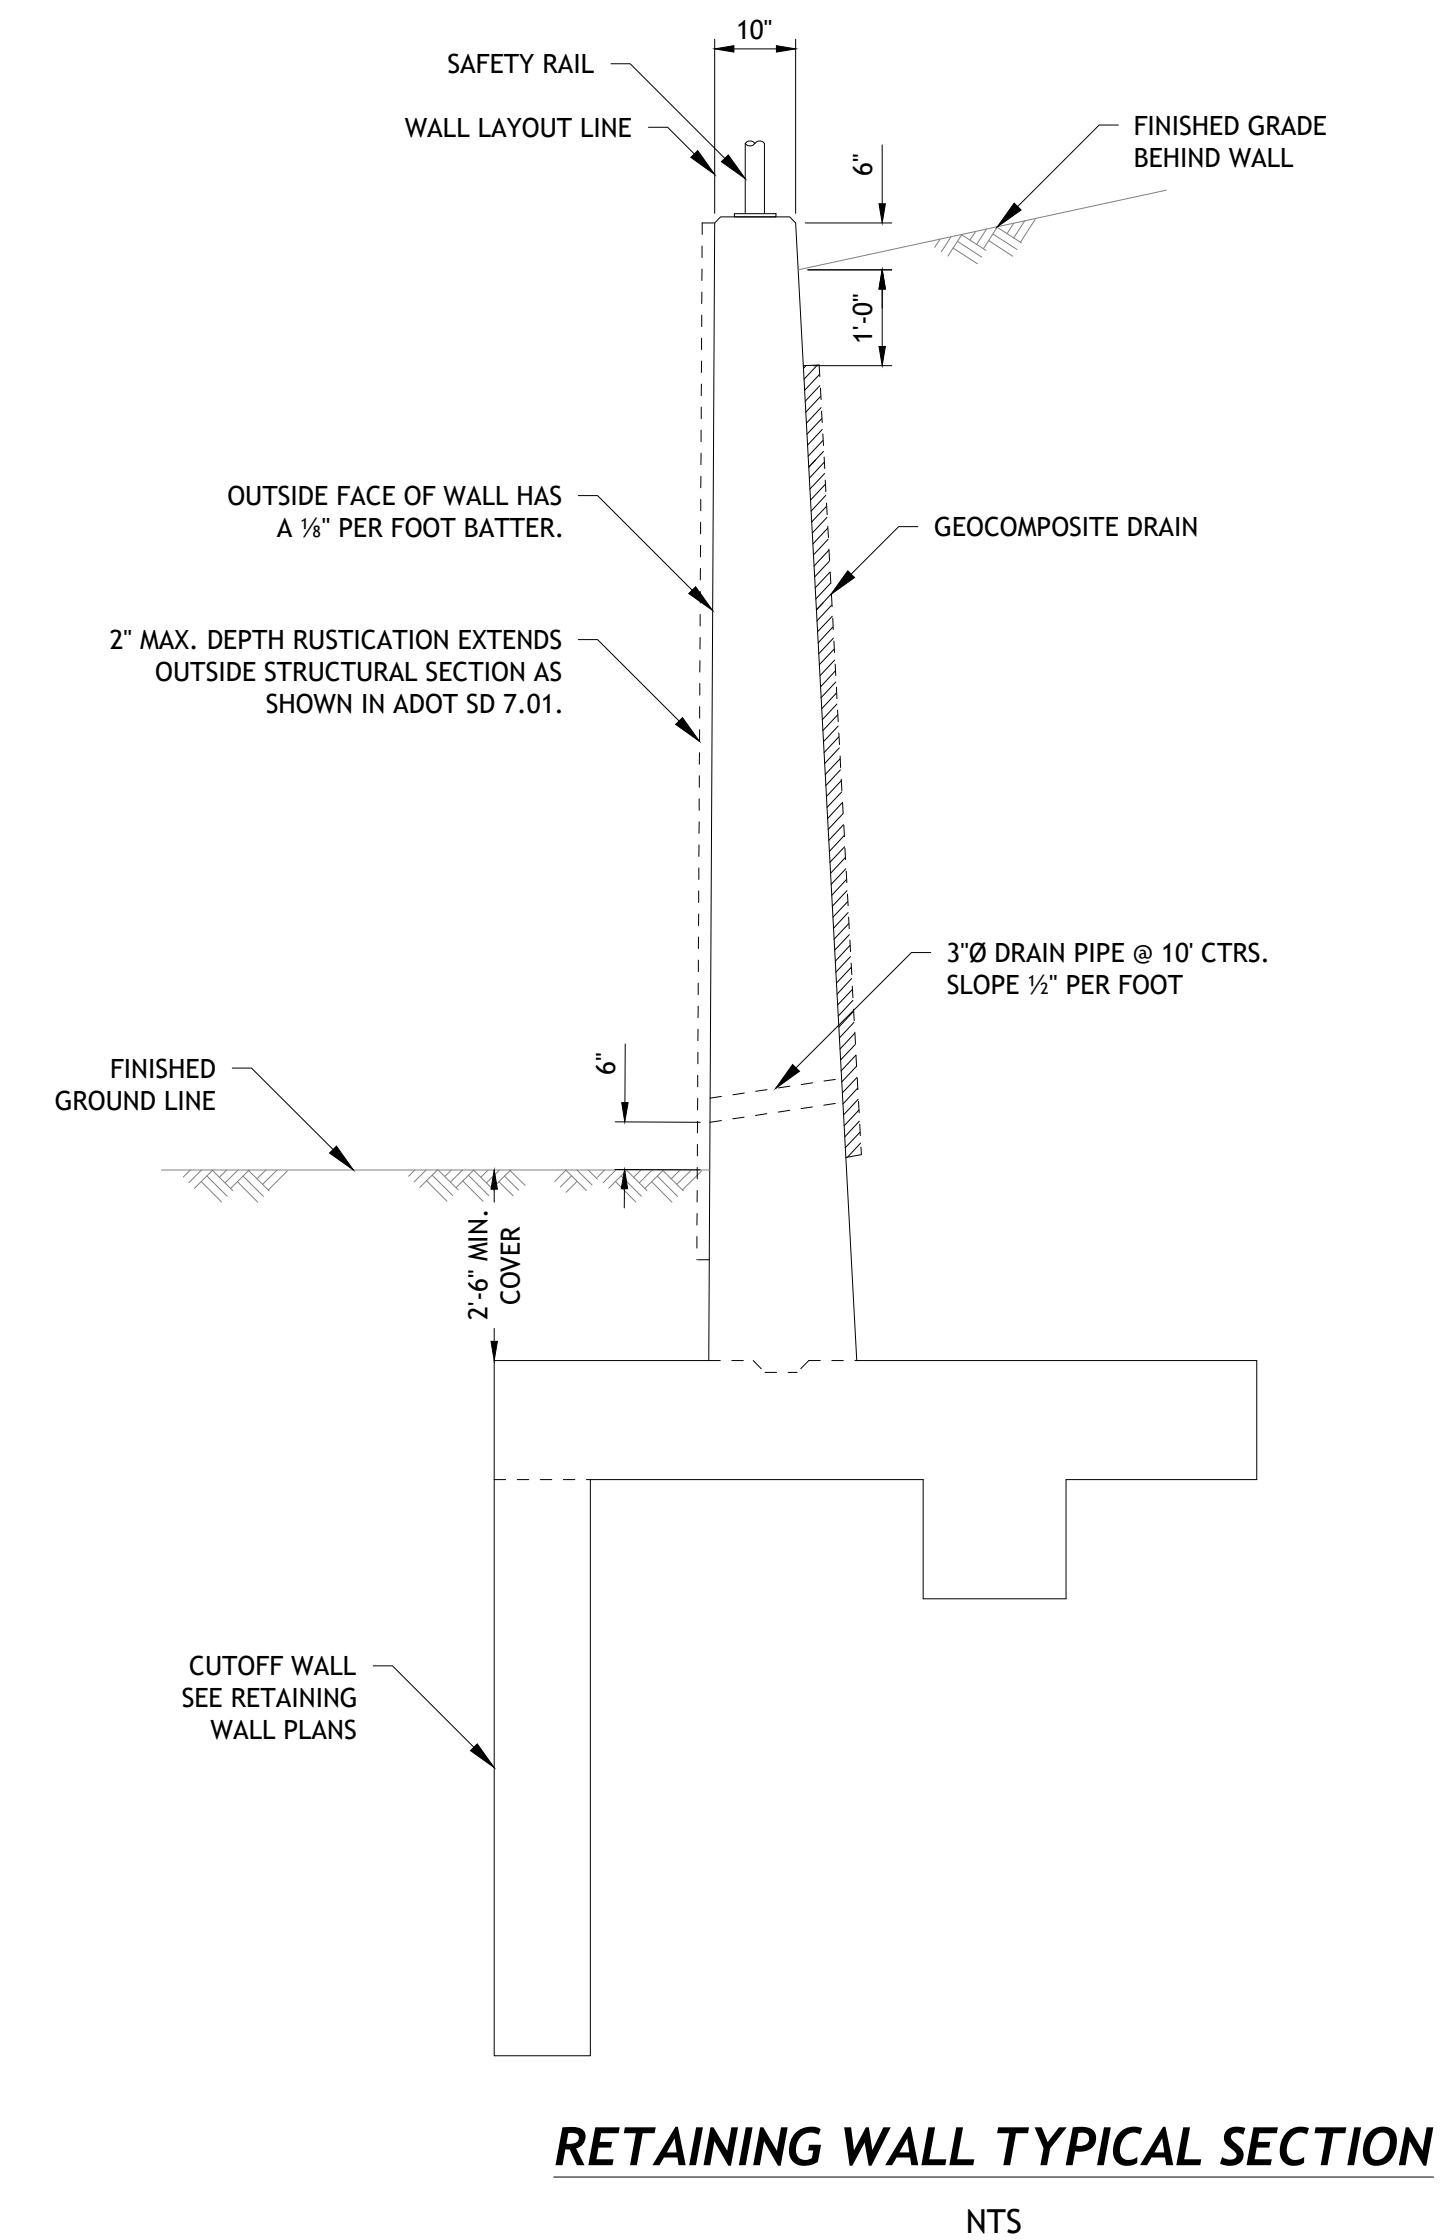 10"
SAFETY RAIL
WALL LAYOUT LINE
FINISHED GRADE
BEHIND WALL
6"
1'-0"
OUTSIDE FACE OF WALL HAS
A ⅛" PER FOOT BATTER.
GEOCOMPOSITE DRAIN
2" MAX. DEPTH RUSTICATION EXTENDS
OUTSIDE STRUCTURAL SECTION AS
SHOWN IN ADOT SD 7.01.
3"Ø DRAIN PIPE @ 10' CTRS.
SLOPE ½" PER FOOT
FINISHED
GROUND LINE
6"
2'-6" MIN.
COVER
CUTOFF WALL
SEE RETAINING
WALL PLANS
RETAINING WALL TYPICAL SECTION
NTS